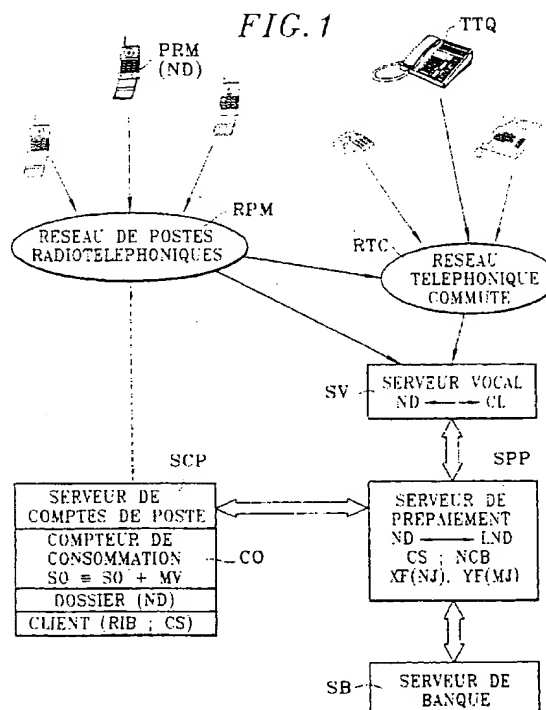 FIG. 1
TTQ
PRM
(ND)
RPM
RESEAU DE POSTES
RADIOTELEPHONIQUES
RTC
RESEAU
TELEPHONIQUE
COMMUTE
SV
SERVEUR VOCAL
ND CL
SCP
SPP
SERVEUR DE
COMPTES DE POSTE
COMPTEUR DE
CONSOMMATION
SO ≡ SO + MV
CO
DOSSIER (ND)
CLIENT (RIB ; CS)
SERVEUR DE
PREPAIEMENT
ND LND
CS ; NCB
XF(NJ), YF(MJ)
SB
SERVEUR DE
BANQUE